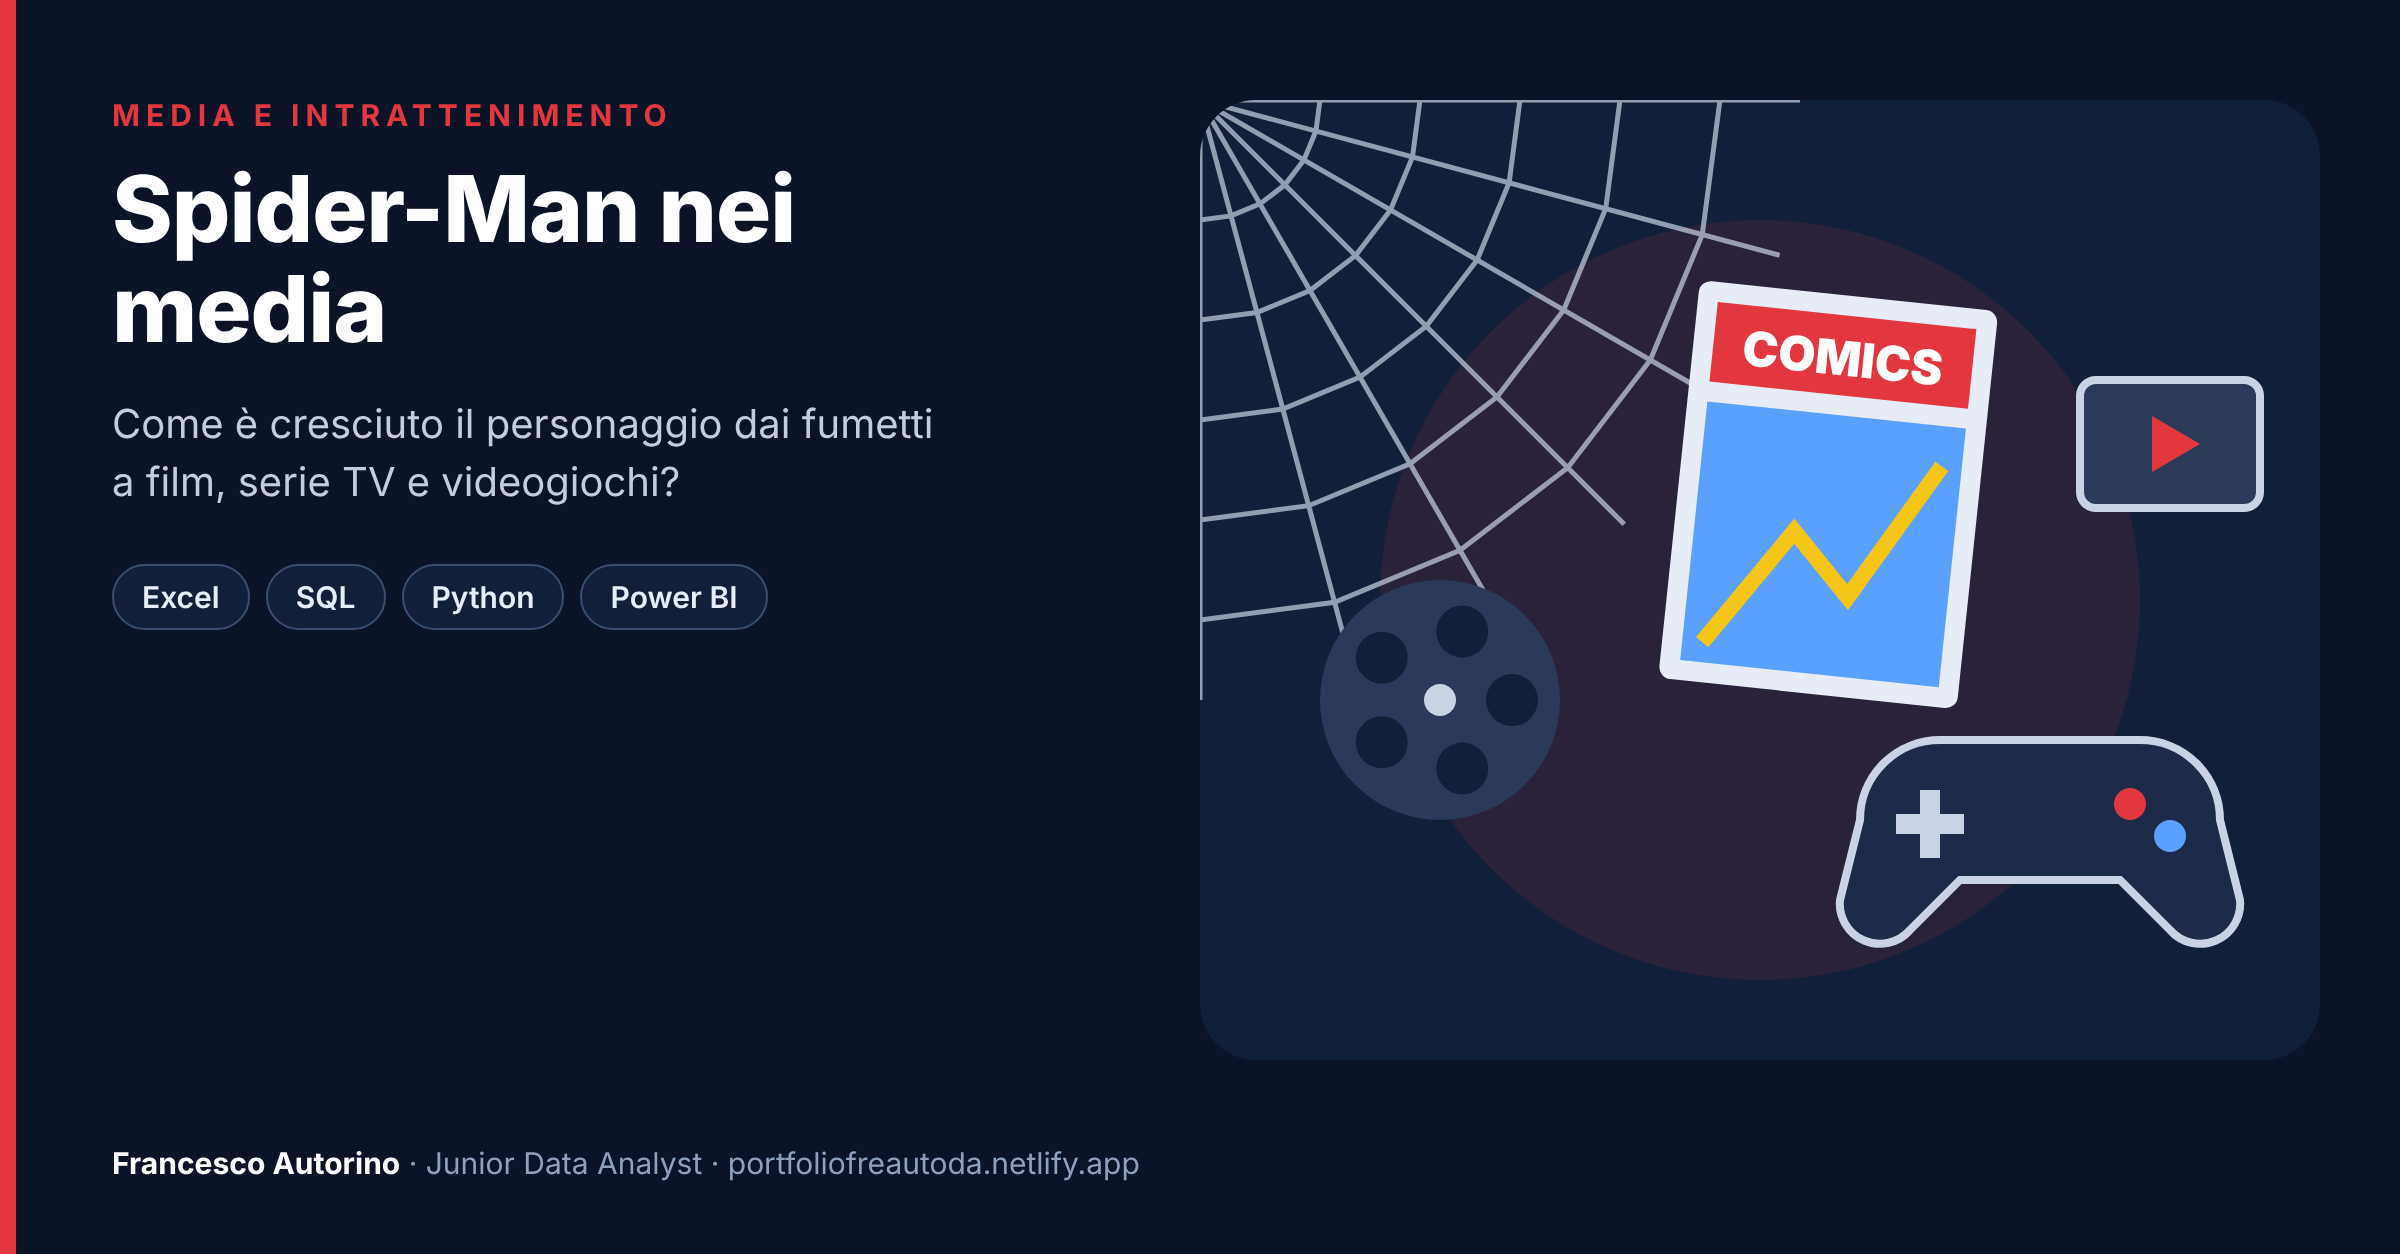 MEDIA E INTRATTENIMENTO
Spider-Man nei
media
Come è cresciuto il personaggio dai fumetti
a film, serie TV e videogiochi?
Excel SQL Python Power BI
COMICS
Francesco Autorino · Junior Data Analyst · portfoliofreautoda.netlify.app